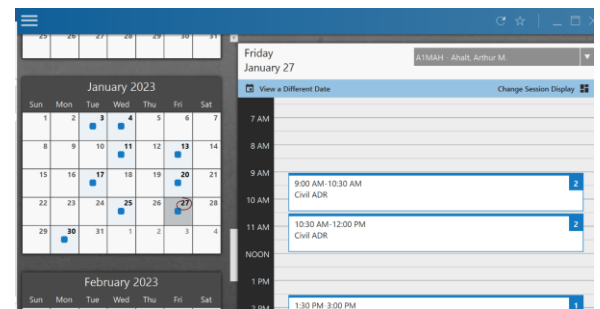 25 26 27 28 29 30 31
January 2023
Sun Mon Tue Wed Thu Fri Sat
1 2 3 4 5 6 7
8 9 10 11 12 13 14
15 16 17 18 19 20 21
22 23 24 25 26 27 28
29 30 31 1 2 3 4
February 2023
Sun Mon Tue Wed Thu Fri Sat
Friday
January 27
A1MAH - Ahalt, Arthur M.
View a Different Date
Change Session Display
7 AM
8 AM
9 AM
9:00 AM-10:30 AM 2
Civil ADR
10 AM
10:30 AM-12:00 PM 2
11 AM
Civil ADR
NOON
1 PM
1:30 PM-3:00 PM 1
2 PM